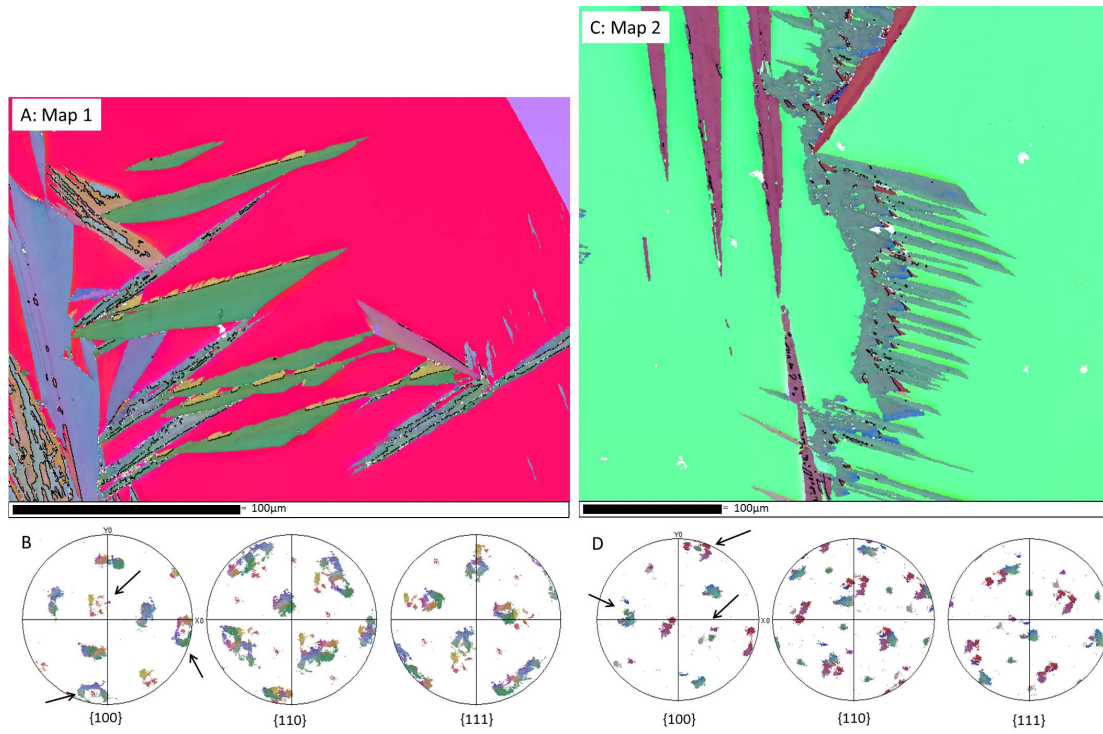 A: Map 1
= 100µm
C: Map 2
= 100µm
B
Y0
X0
{100}
{110}
{111}
D
Y0
X0
{100}
{110}
{111}